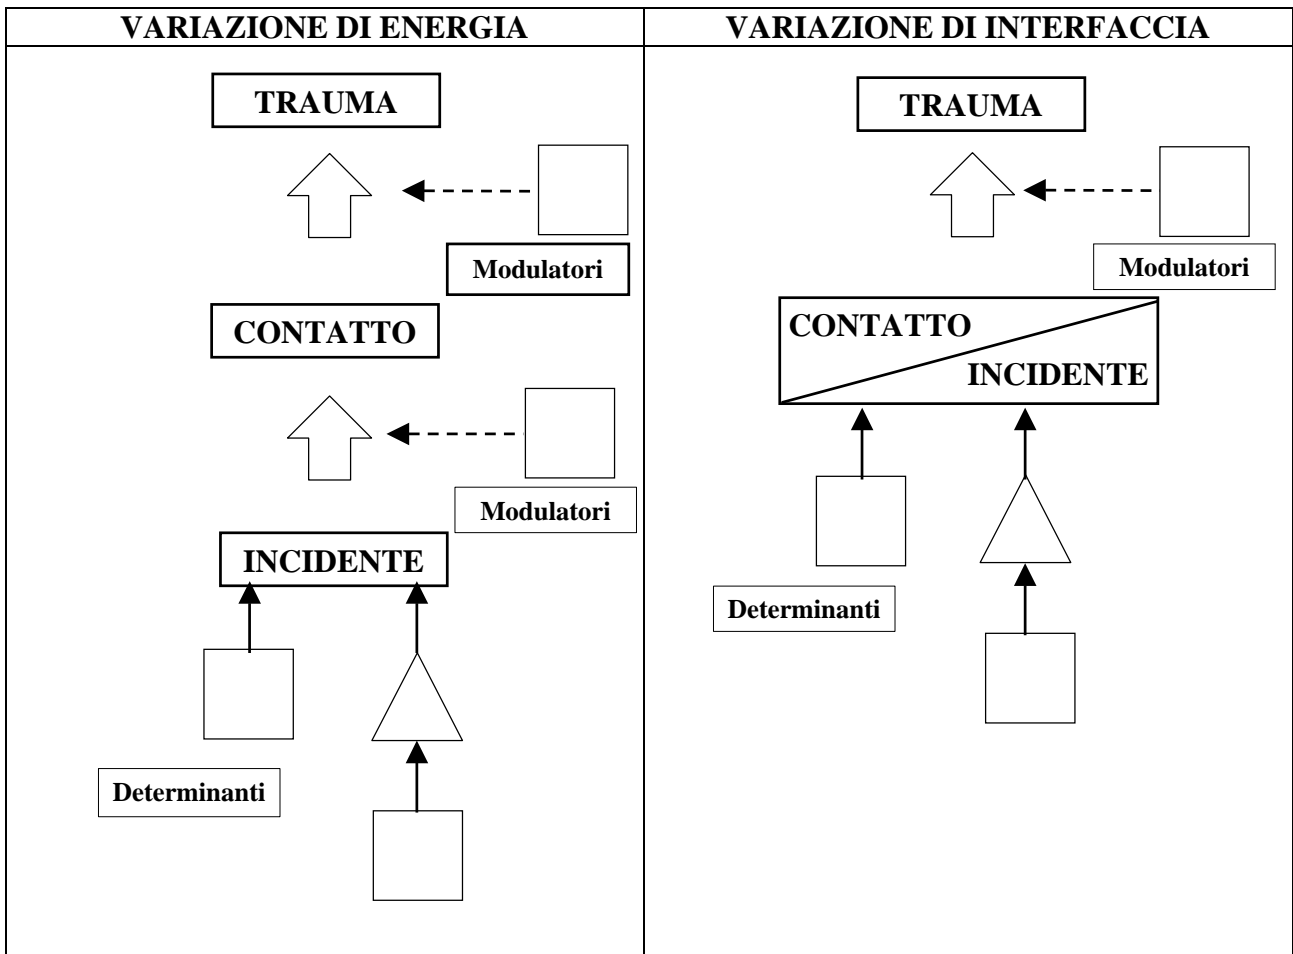 VARIAZIONE DI ENERGIA
TRAUMA
Modulatori
CONTATTO
Modulatori
INCIDENTE
Determinanti
VARIAZIONE DI INTERFACCIA
TRAUMA
Modulatori
CONTATTO
INCIDENTE
Determinanti